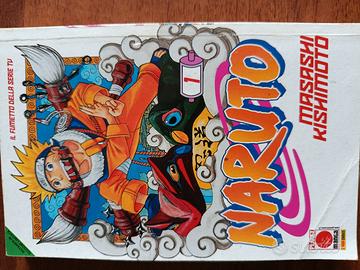 IL FUMETTO DELLA SERIE TV
1
NARUTO
MASASHI
KISHIMOTO